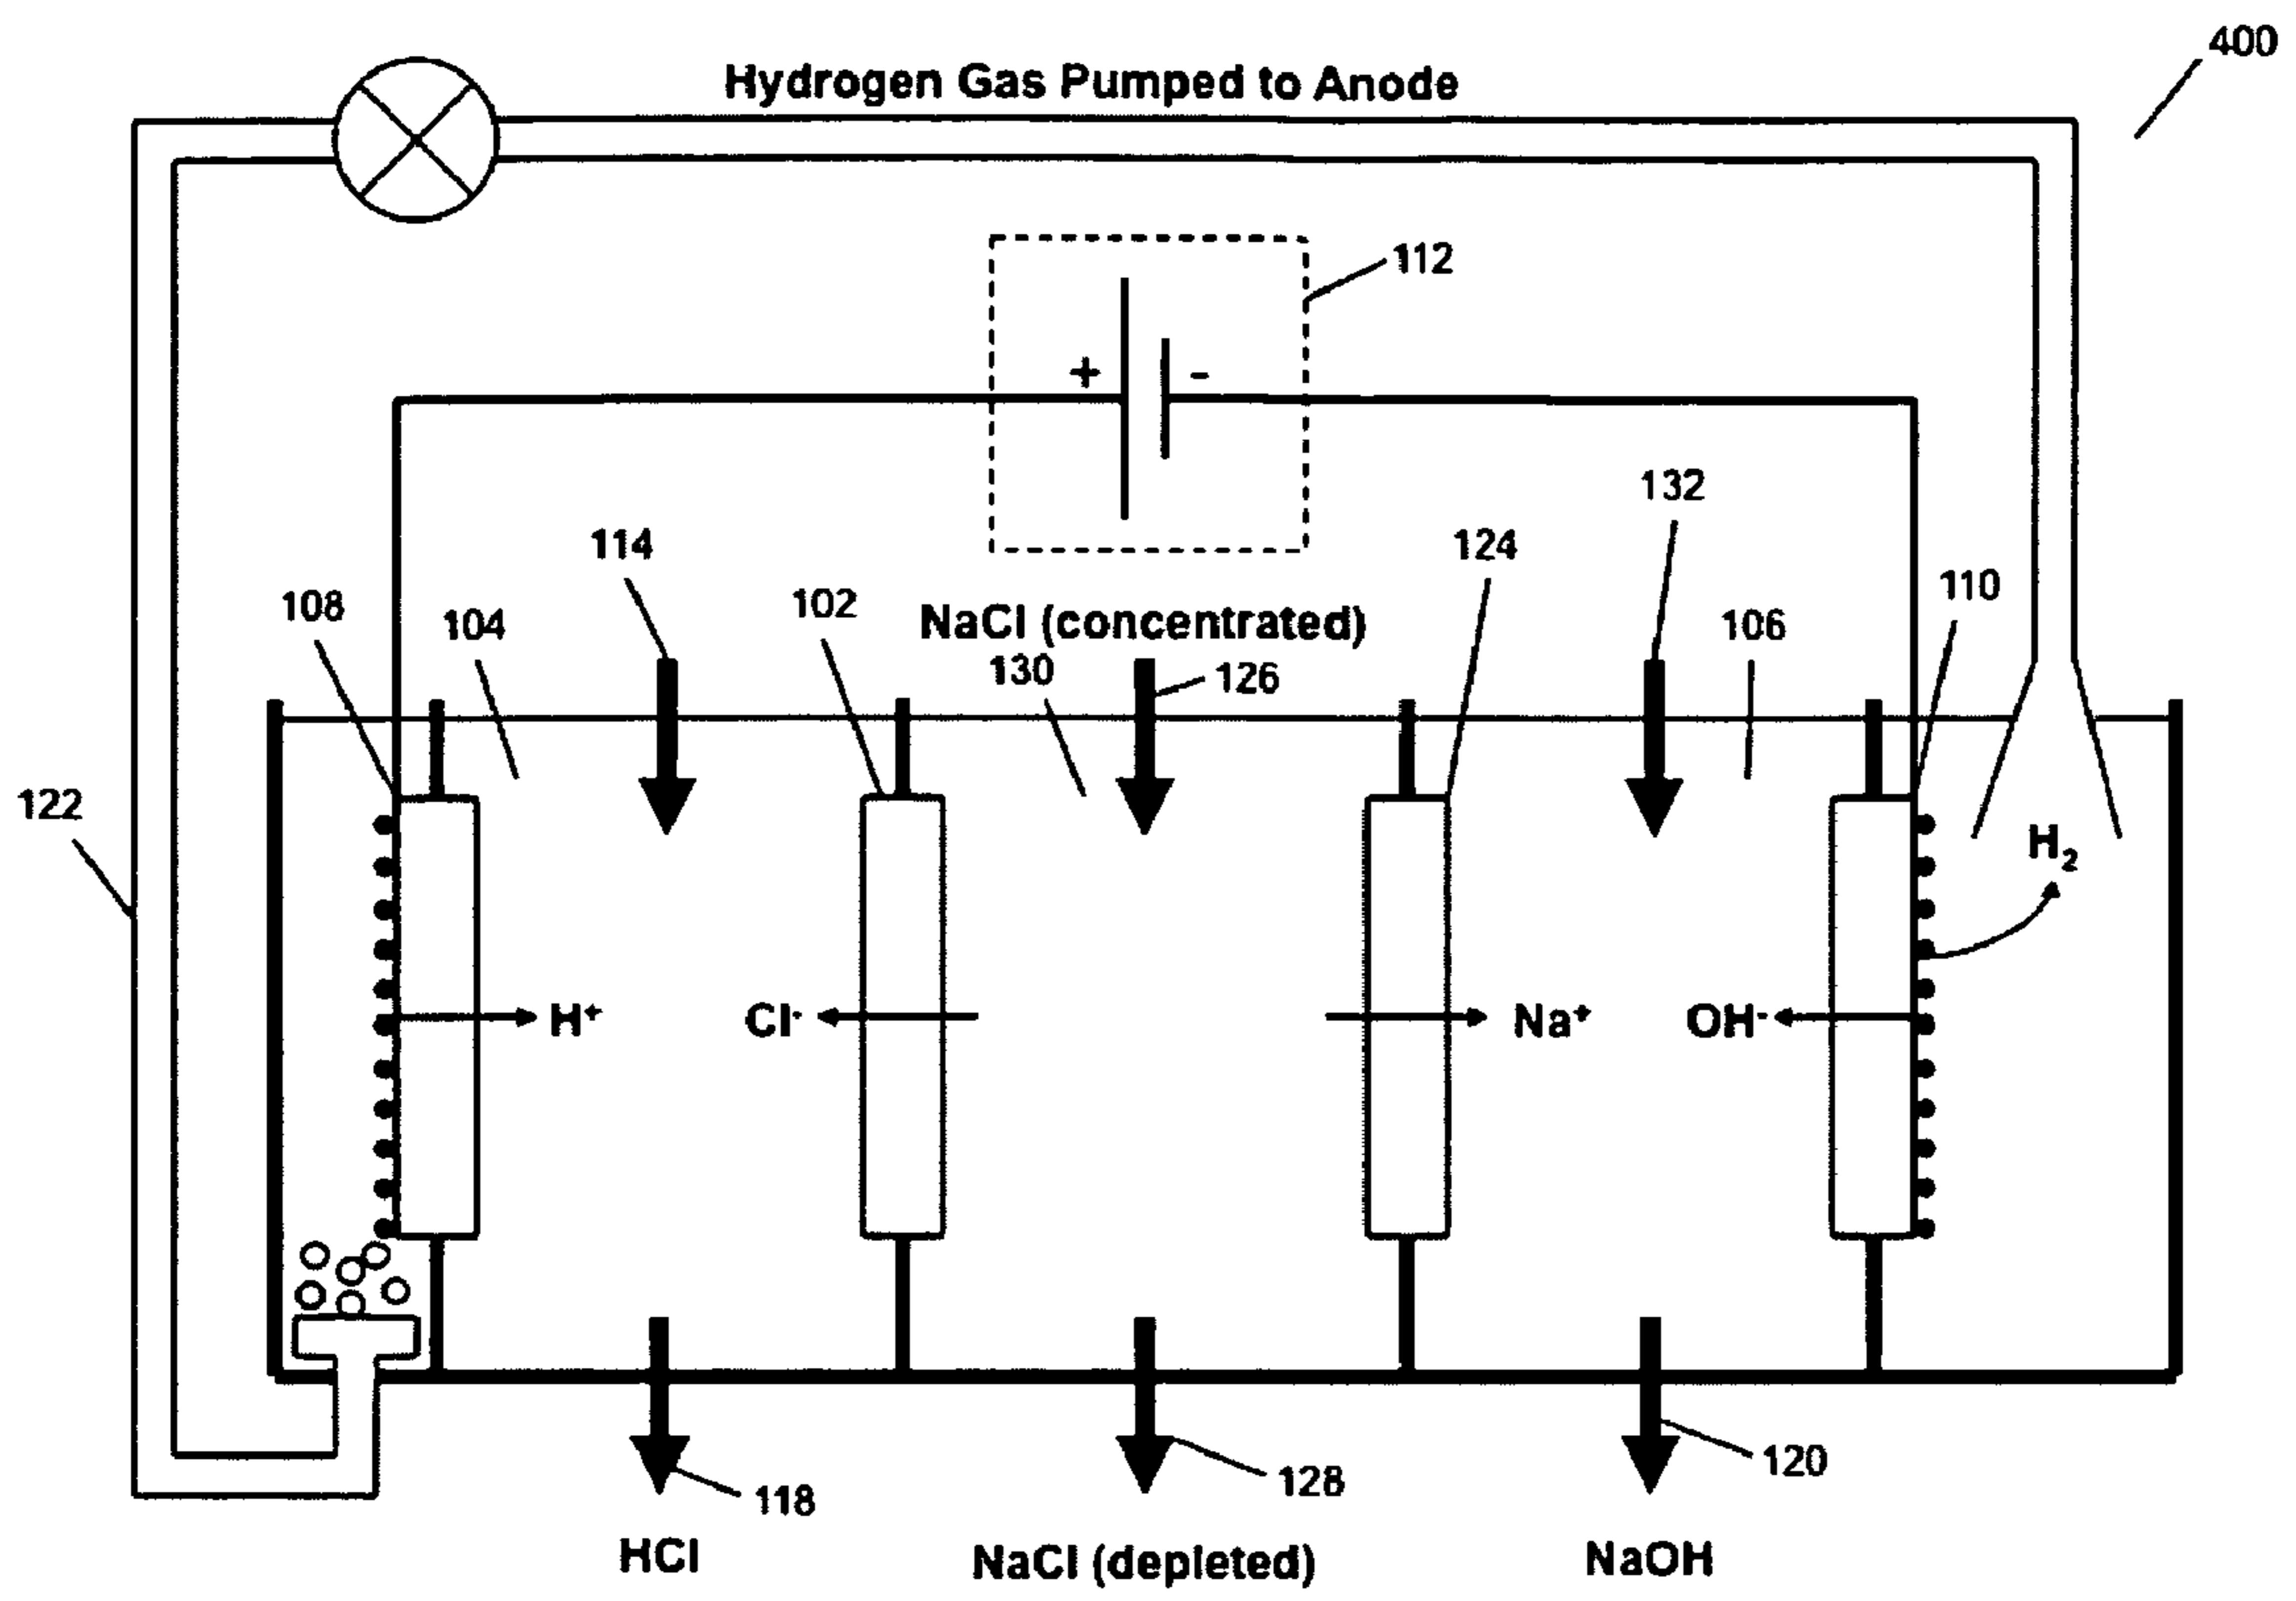 400
Hydrogen Gas Pumped to Anode
112
+ -
132
114
124
108
104
102
NaCl (concentrated)
106
110
130
126
122
H2
H+
Cl-
Na+
OH-
118
128
120
HCl
NaCl (depleted)
NaOH